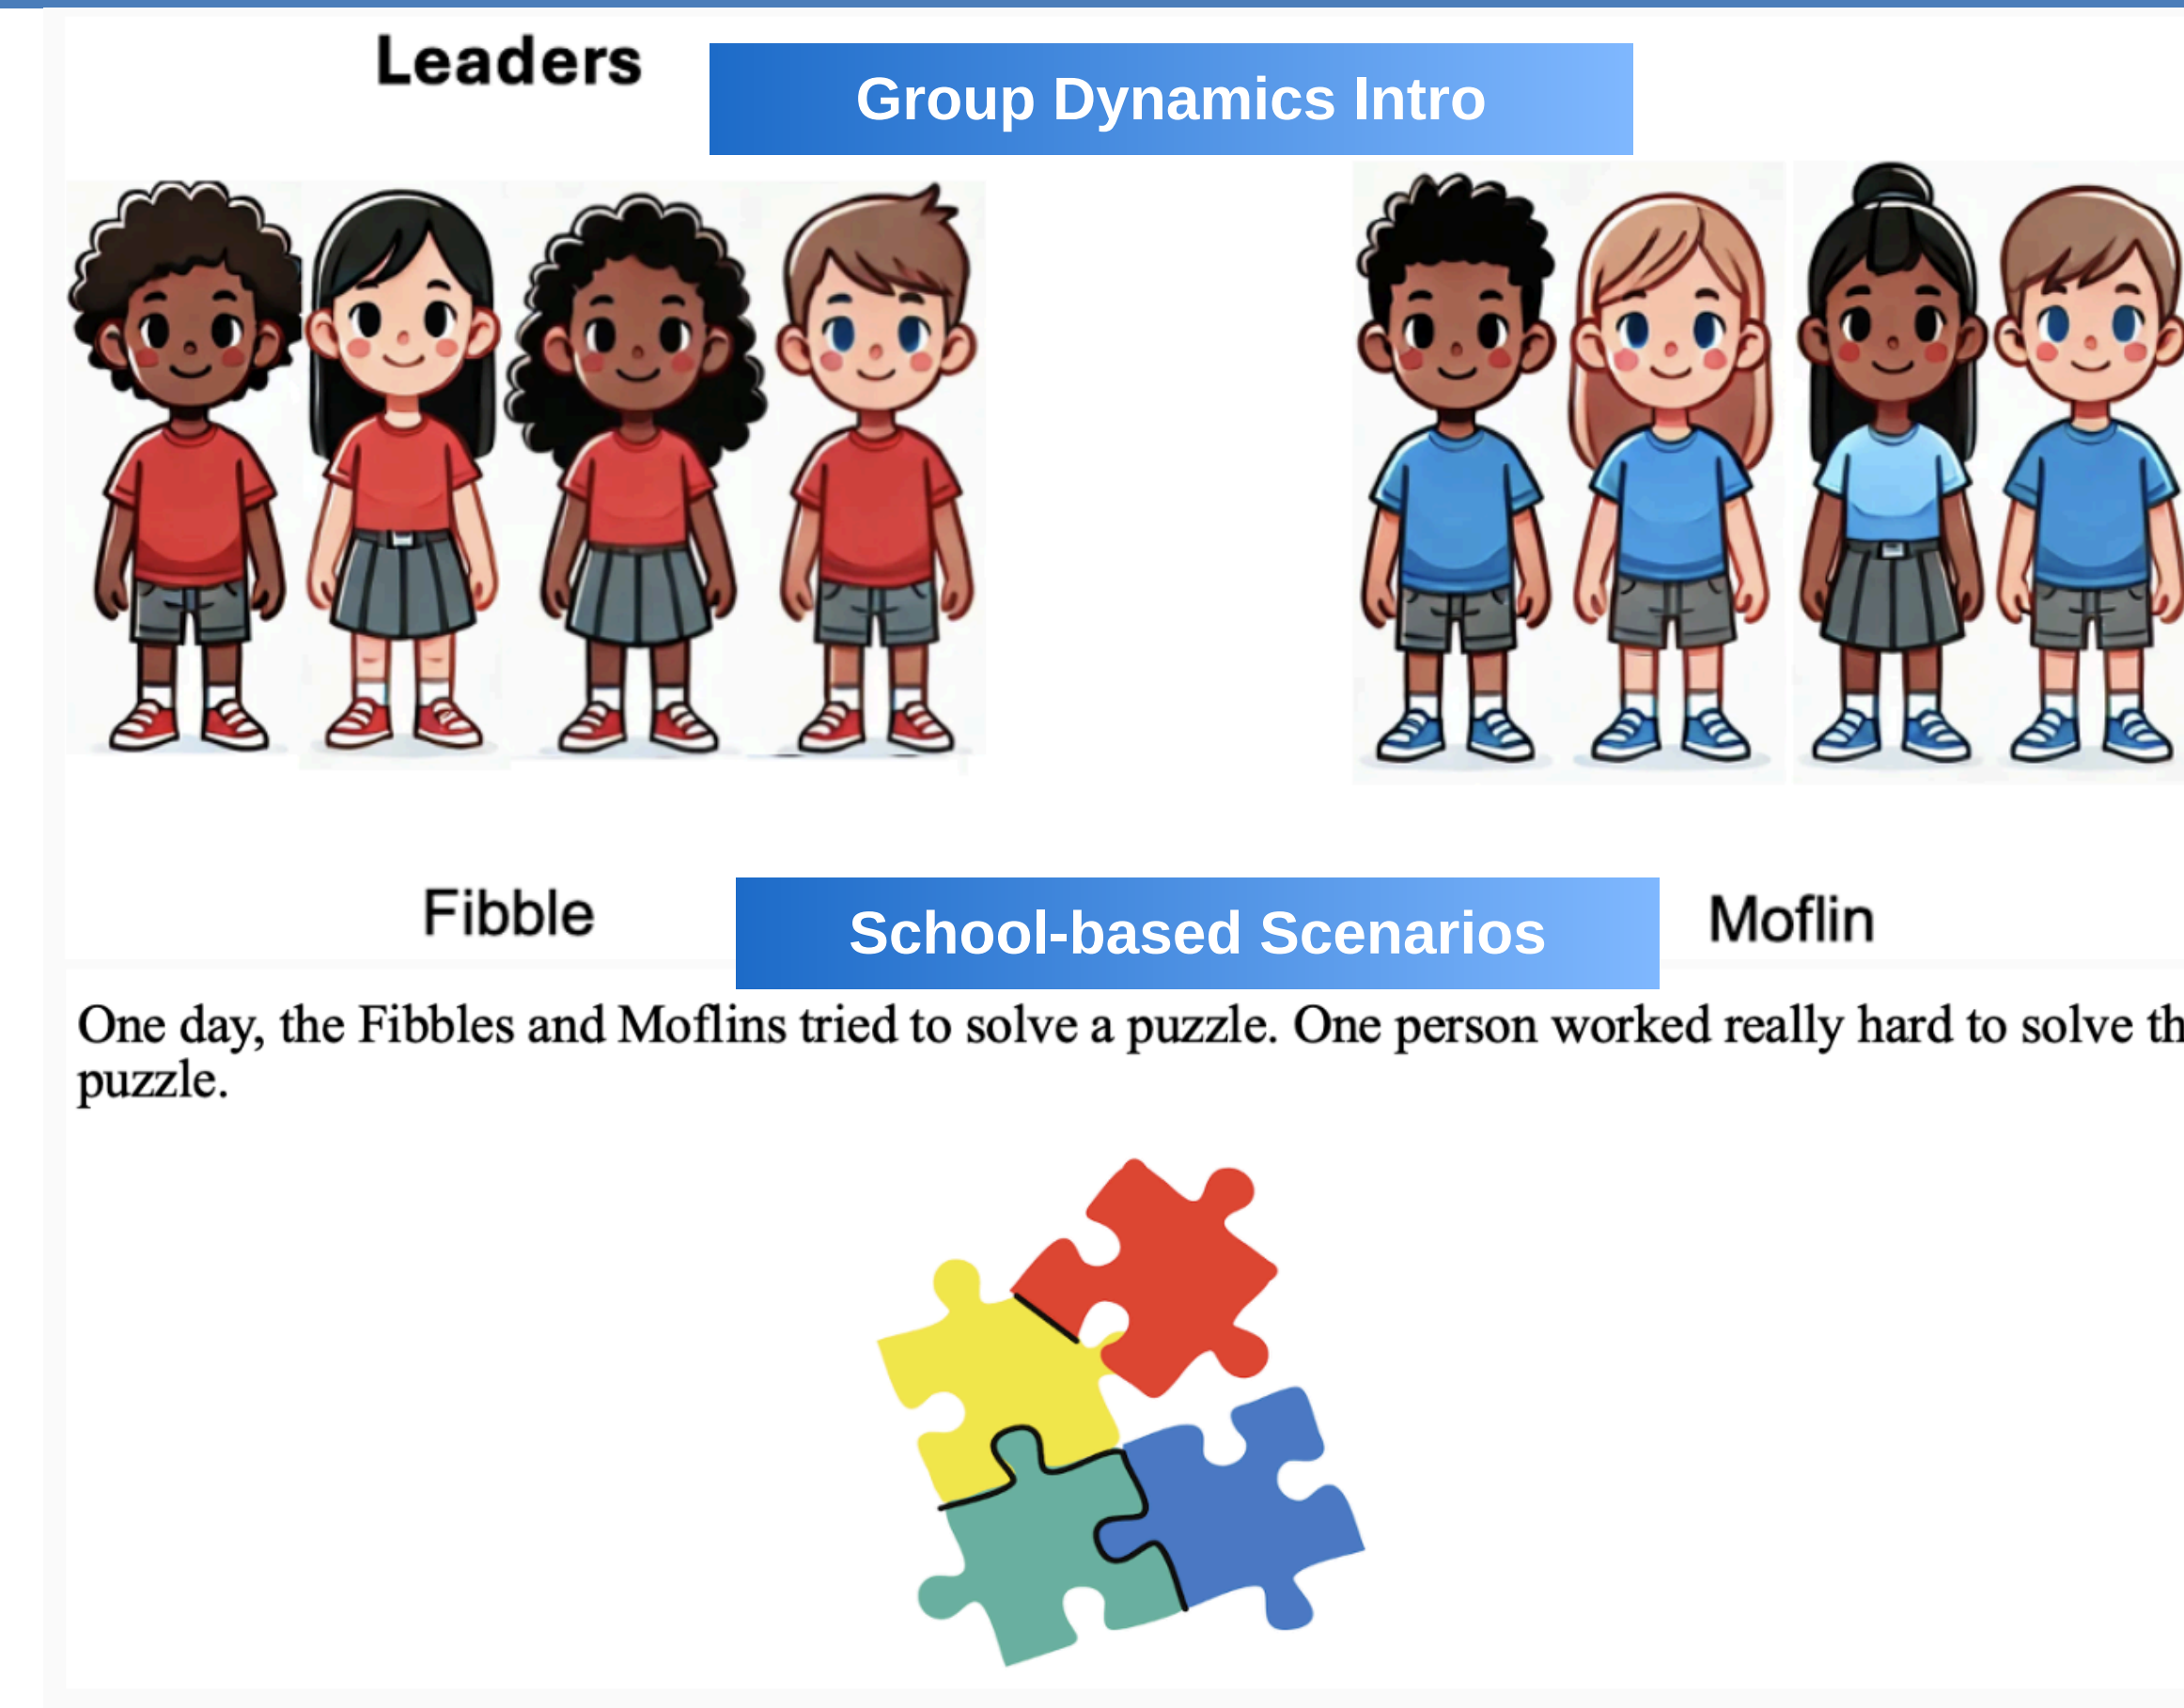 Leaders
Group Dynamics Intro
Fibble
School-based Scenarios
Moflin
One day, the Fibbles and Moflins tried to solve a puzzle. One person worked really hard to solve th
puzzle.